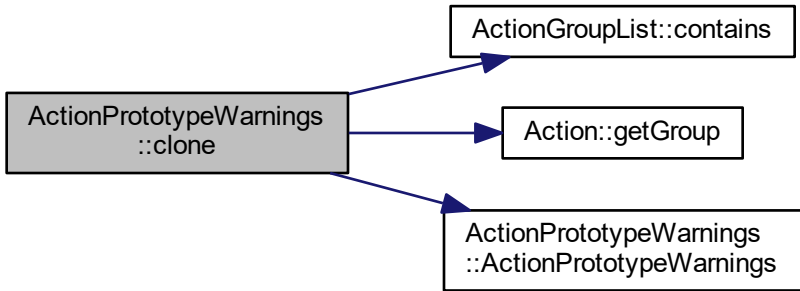 ActionPrototypeWarnings
::clone
ActionGroupList::contains
Action::getGroup
ActionPrototypeWarnings
::ActionPrototypeWarnings